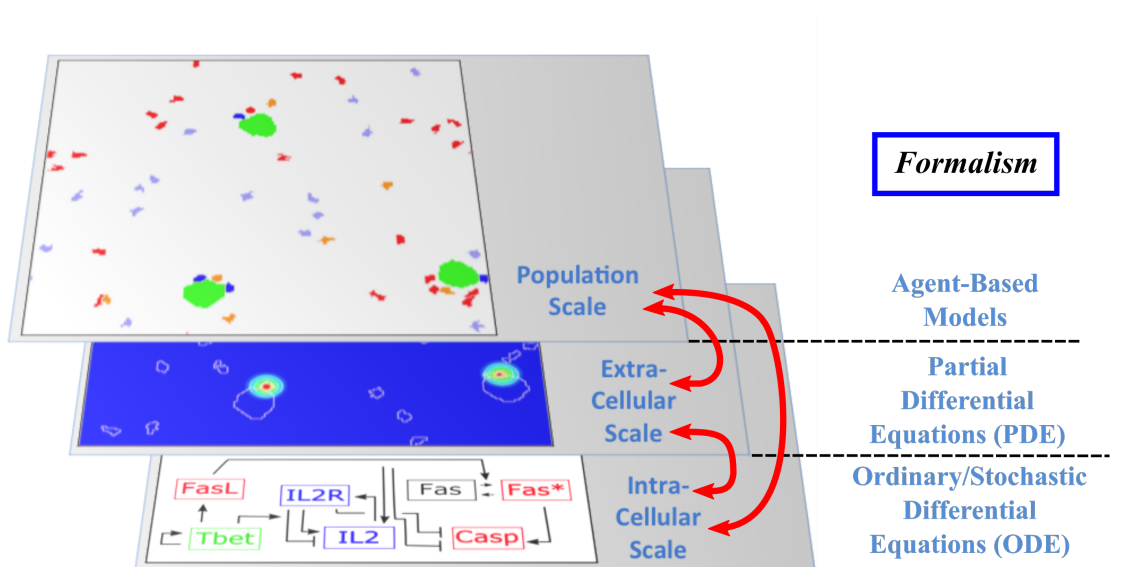 Formalism
Population
Scale
Agent-Based
Models
Extra-
Cellular
Scale
Partial
Differential
Equations (PDE)
Intra-
Cellular
Scale
Ordinary/Stochastic
Differential
Equations (ODE)
FasL
IL2R
Fas
Fas*
Tbet
IL2
Casp